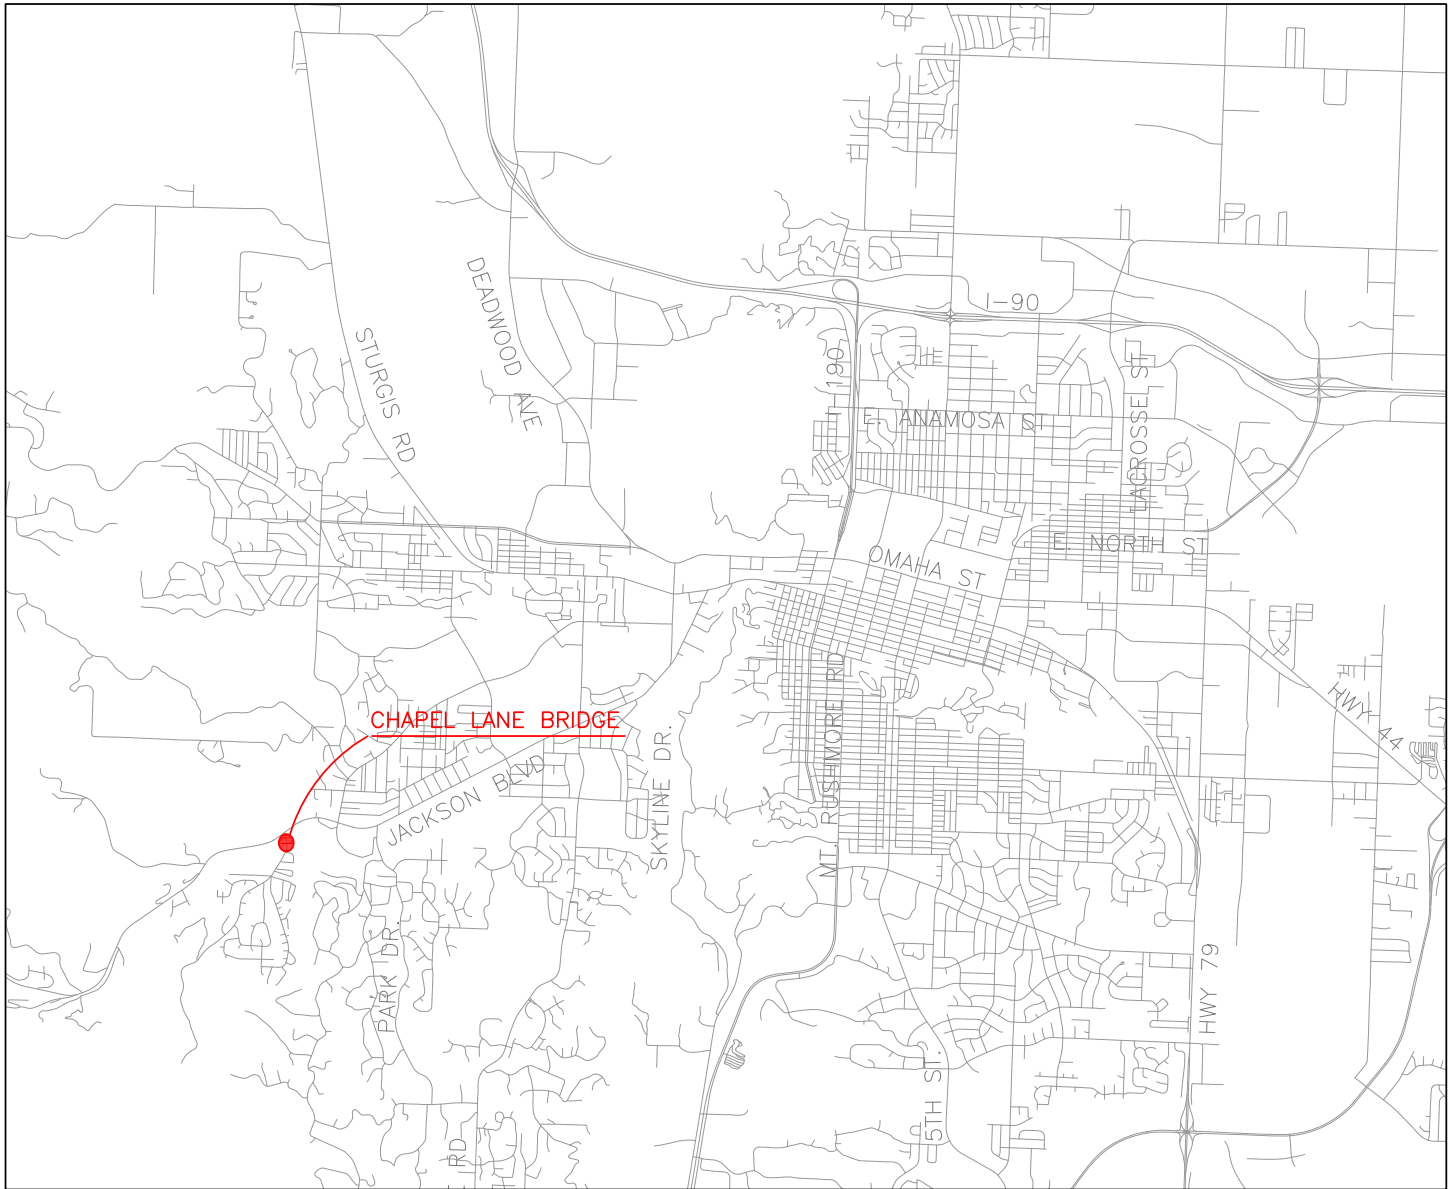 I-90
DEADWOOD AVE
STURGIS RD
190
LACROSSE ST
E. ANAMOSA ST
E. NORTH ST
OMAHA ST
MT. RUSHMORE RD
HWY 44
CHAPEL LANE BRIDGE
SKYLINE DR.
JACKSON BLVD
PARK DR.
HWY 79
5TH ST.
RD